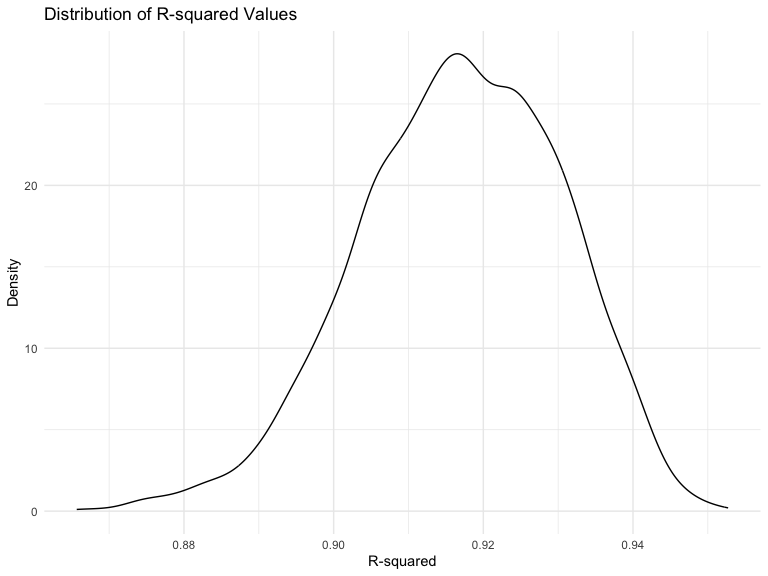 Distribution of R-squared Values
Density
20
10
0
0.88 0.90 0.92 0.94
R-squared